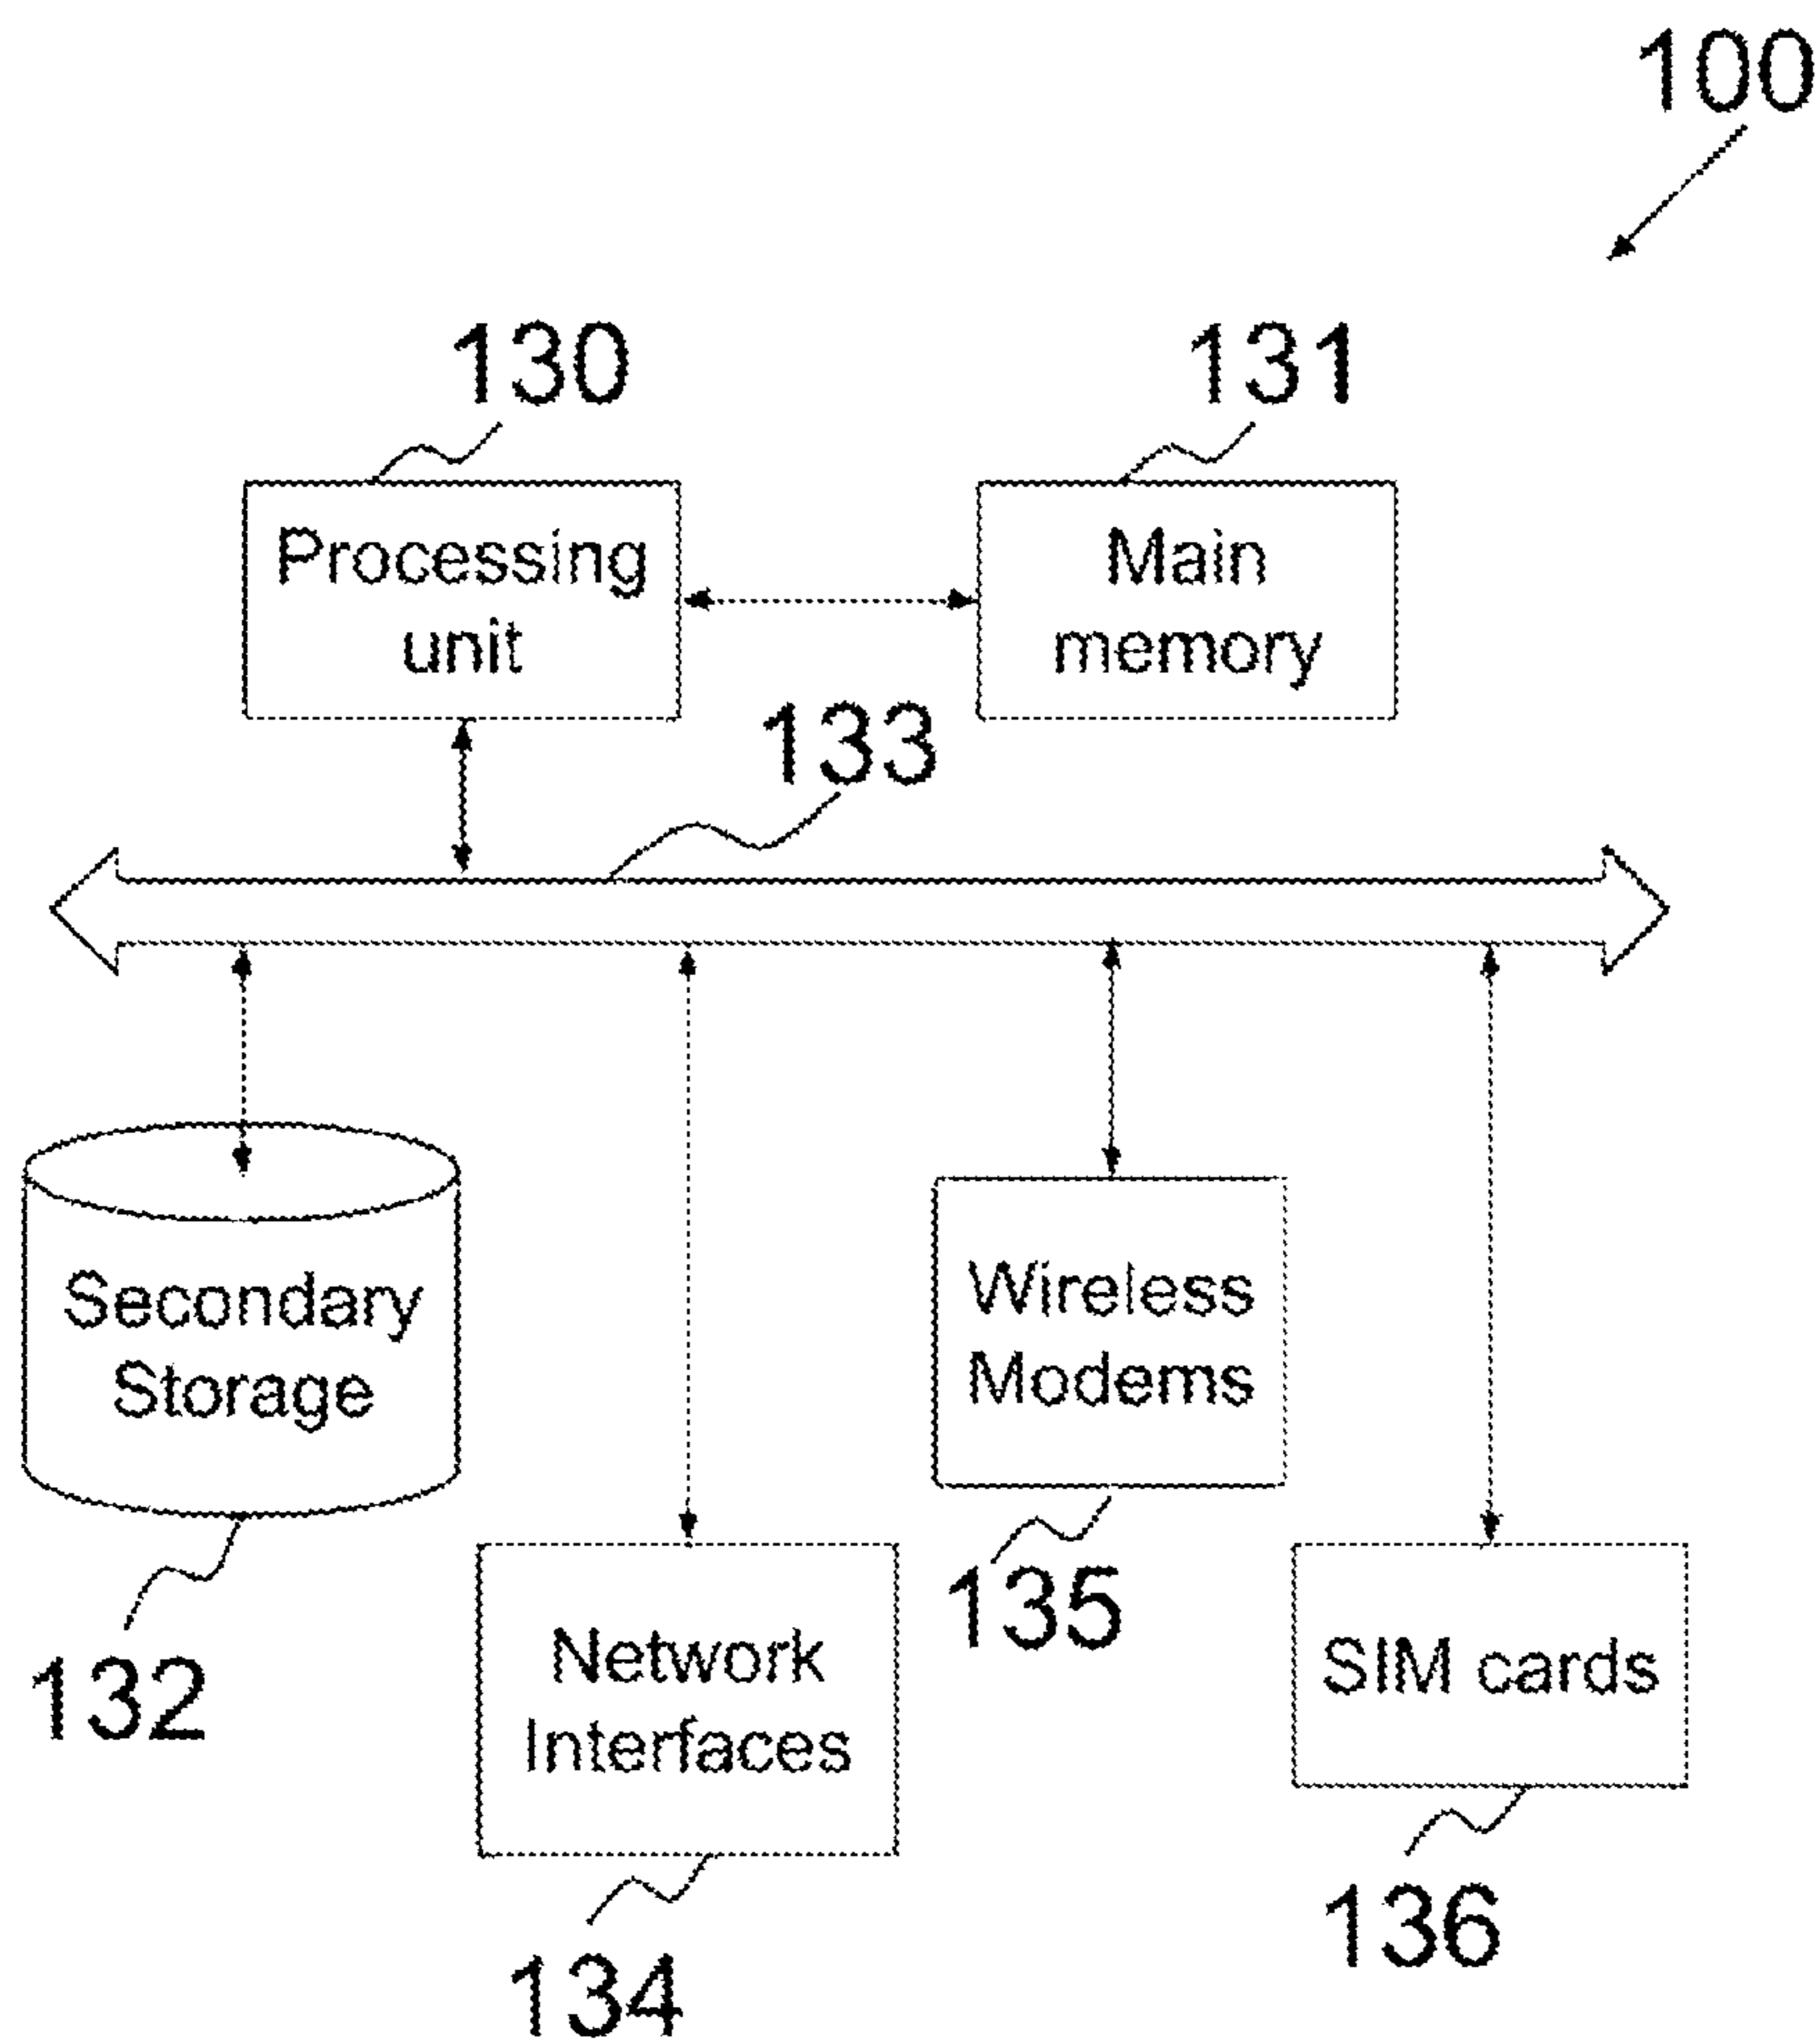 100
130
131
Processing
unit
Main
memory
133
Secondary
Storage
Wireless
Modems
135
132
Network
Interfaces
SIM cards
134
136